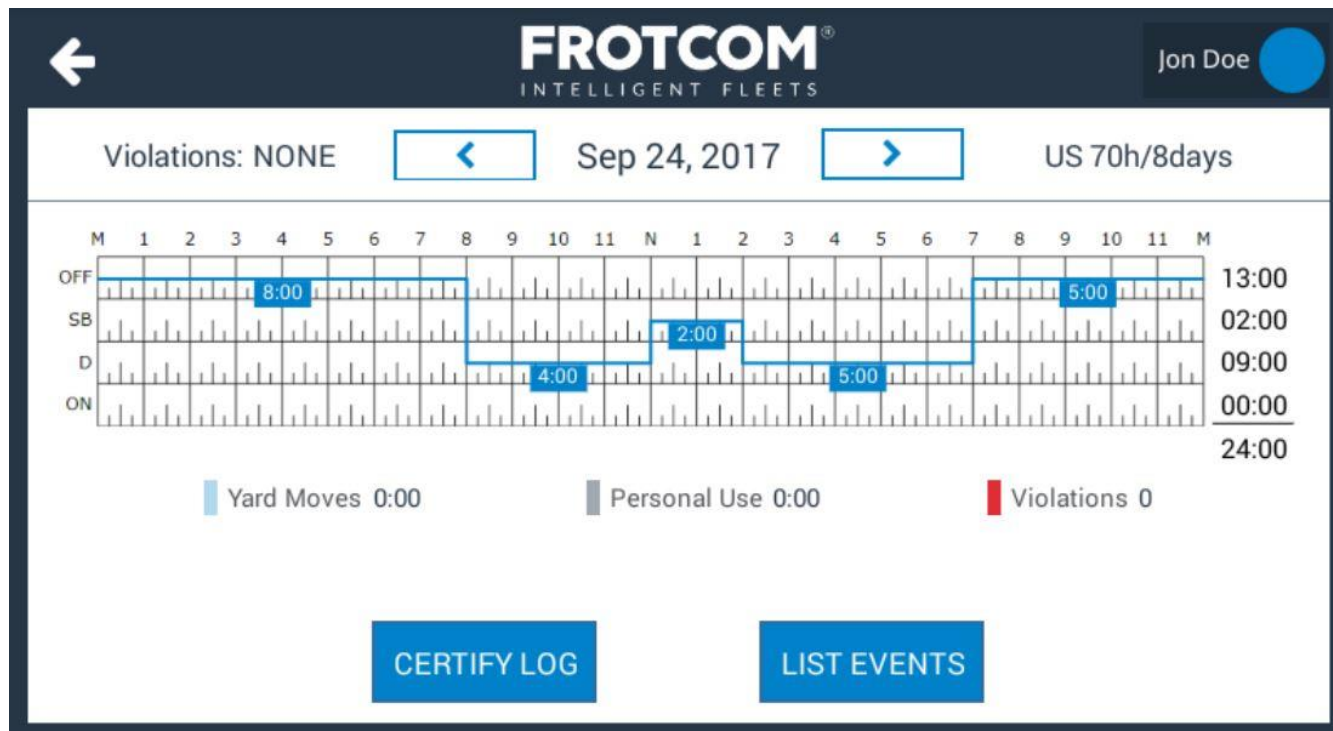 FROTCOM®
INTELLIGENT FLEETS
Jon Doe
Violations: NONE
Sep 24, 2017
US 70h/8days
M 1 2 3 4 5 6 7 8 9 10 11 N 1 2 3 4 5 6 7 8 9 10 11 M
OFF 8:00 5:00 13:00
SB 2:00 02:00
D 4:00 5:00 09:00
ON 00:00
24:00
Yard Moves 0:00
Personal Use 0:00
Violations 0
CERTIFY LOG
LIST EVENTS